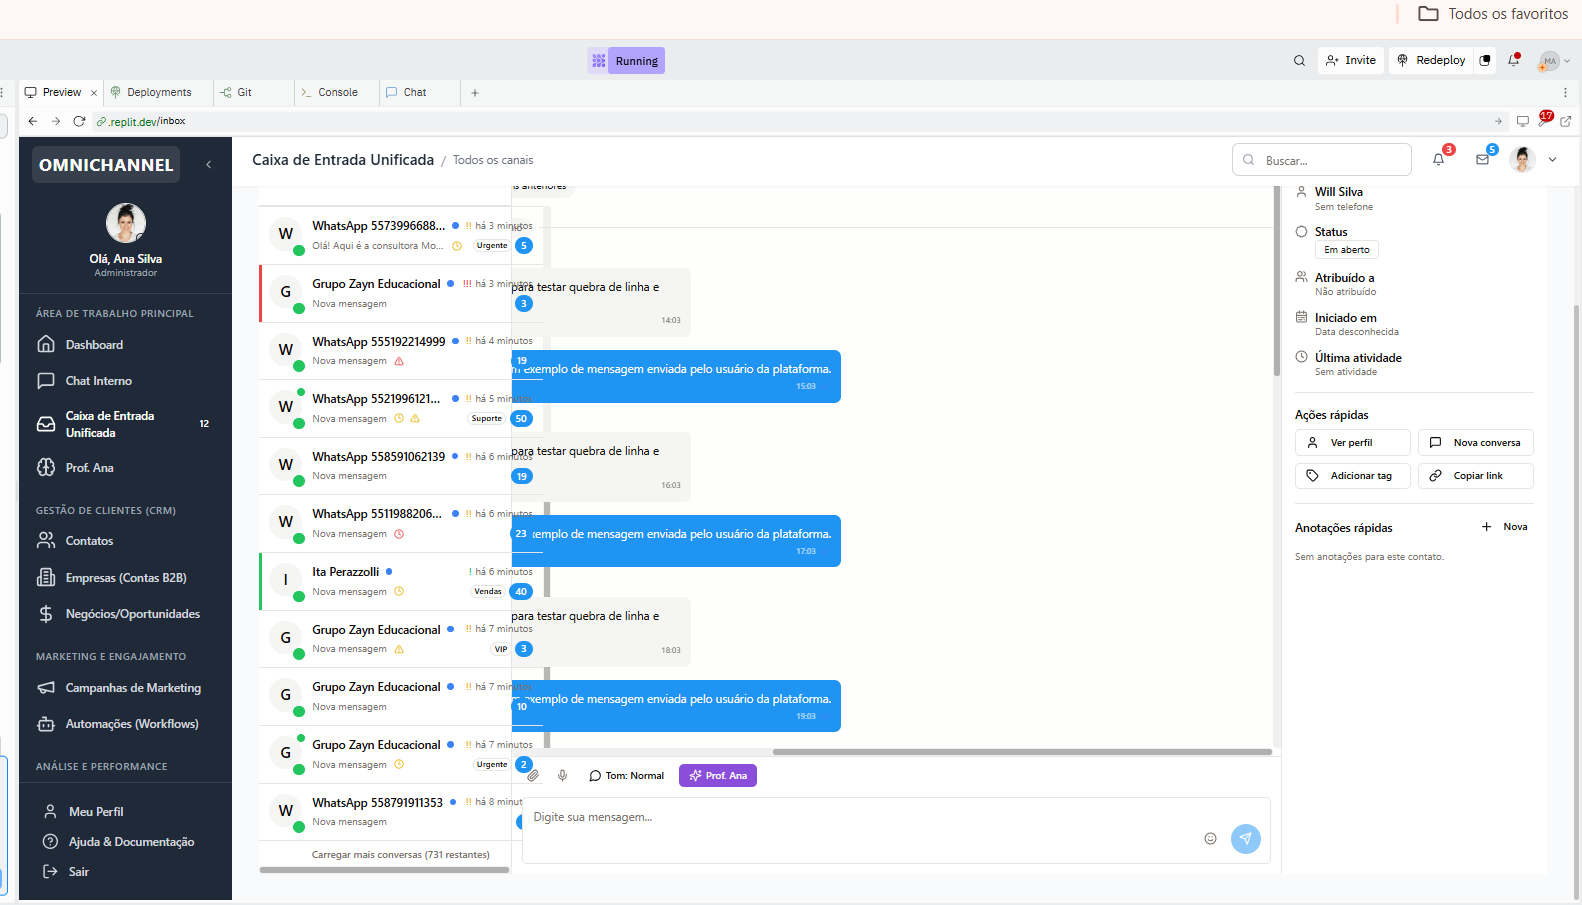 Todos os favoritos
Running
Invite
Redeploy
MA
Preview
Deployments
Git
Console
Chat
.replit.dev/inbox
17
OMNICHANNEL
Olá, Ana Silva
Administrador
ÁREA DE TRABALHO PRINCIPAL
Dashboard
Chat Interno
Caixa de Entrada
Unificada
12
Prof. Ana
GESTÃO DE CLIENTES (CRM)
Contatos
Empresas (Contas B2B)
Negócios/Oportunidades
MARKETING E ENGAJAMENTO
Campanhas de Marketing
Automações (Workflows)
ANÁLISE E PERFORMANCE
Meu Perfil
Ajuda & Documentação
Sair
Caixa de Entrada Unificada / Todos os canais
Buscar...
3
5
W
WhatsApp 5573996688... !! há 3 minutos
Olá! Aqui é a consultora Mo... Urgente 5
G
Grupo Zayn Educacional !!! há 3 minutos
Nova mensagem 3
W
WhatsApp 555192214999 !! há 4 minutos
Nova mensagem 19
W
WhatsApp 5521996121... !! há 5 minutos
Nova mensagem Suporte 50
W
WhatsApp 558591062139 !! há 6 minutos
Nova mensagem 19
W
WhatsApp 5511988206... !! há 6 minutos
Nova mensagem 23
I
Ita Perazzolli ! há 6 minutos
Nova mensagem Vendas 40
G
Grupo Zayn Educacional !! há 7 minutos
Nova mensagem VIP 3
G
Grupo Zayn Educacional !! há 7 minutos
Nova mensagem 10
G
Grupo Zayn Educacional !! há 7 minutos
Nova mensagem Urgente 2
W
WhatsApp 558791911353 !! há 8 minut
Nova mensagem
Carregar mais conversas (731 restantes)
anteriores
para testar quebra de linha e
14:03
exemplo de mensagem enviada pelo usuário da plataforma.
15:03
para testar quebra de linha e
16:03
xemplo de mensagem enviada pelo usuário da plataforma.
17:03
para testar quebra de linha e
18:03
exemplo de mensagem enviada pelo usuário da plataforma.
19:03
Tom: Normal
Prof. Ana
Digite sua mensagem...
Will Silva
Sem telefone
Status
Em aberto
Atribuído a
Não atribuído
Iniciado em
Data desconhecida
Última atividade
Sem atividade
Ações rápidas
Ver perfil
Nova conversa
Adicionar tag
Copiar link
Anotações rápidas
+ Nova
Sem anotações para este contato.